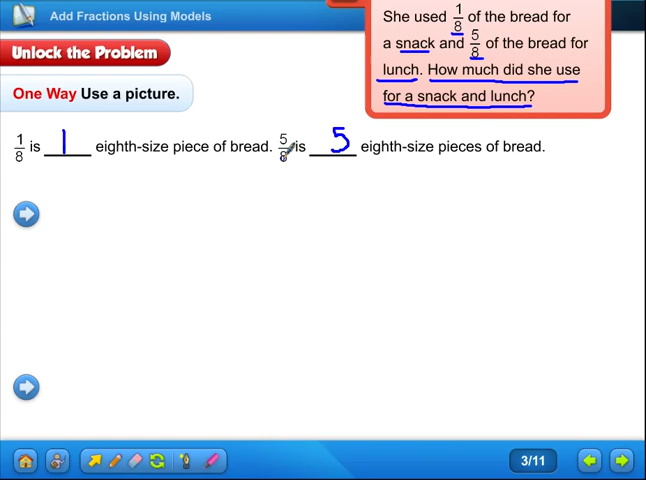 Add Fractions Using Models
She used 1/8 of the bread for
a snack and 5/8 of the bread for
lunch. How much did she use
for a snack and lunch?
Unlock the Problem
One Way Use a picture.
1/8 is 1 eighth-size piece of bread. 5/8 is 5 eighth-size pieces of bread.
3/11